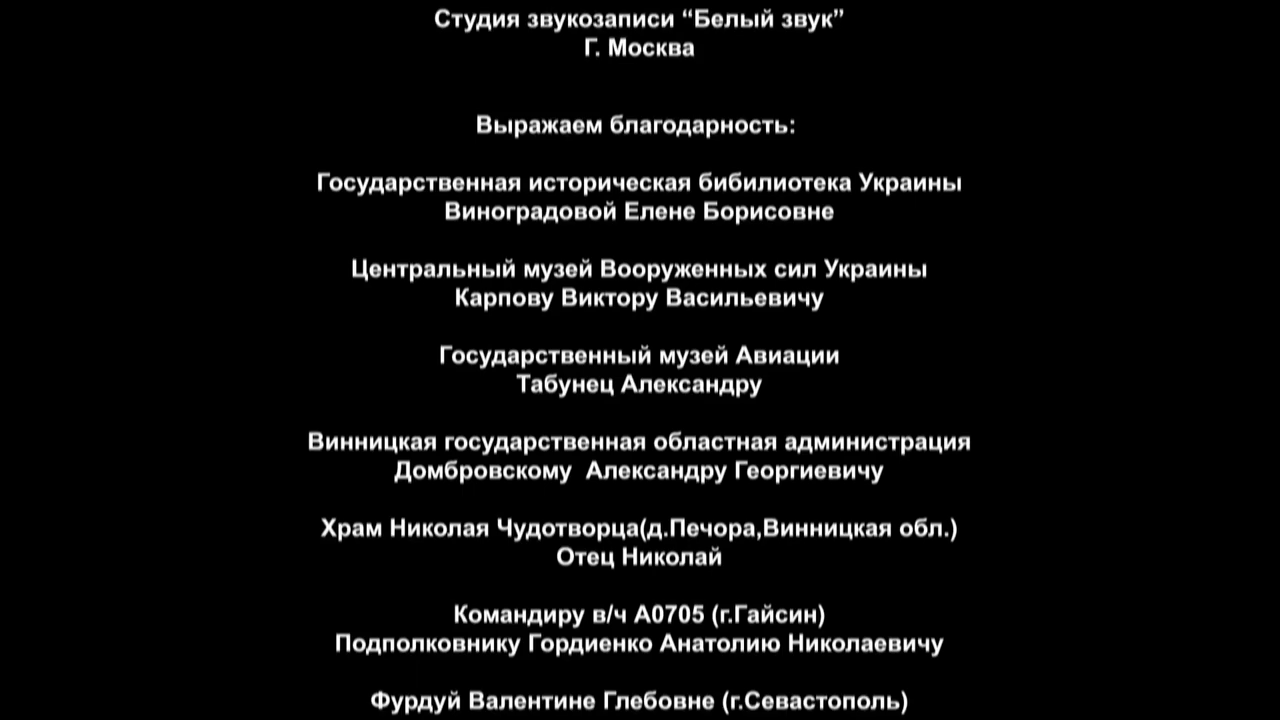 Студия звукозаписи “Белый звук”
Г. Москва
Выражаем благодарность:
Государственная историческая бибилиотека Украины
Виноградовой Елене Борисовне
Центральный музей Вооруженных сил Украины
Карпову Виктору Васильевичу
Государственный музей Авиации
Табунец Александру
Винницкая государственная областная администрация
Домбровскому Александру Георгиевичу
Храм Николая Чудотворца(д.Печора,Винницкая обл.)
Отец Николай
Командиру в/ч А0705 (г.Гайсин)
Подполковнику Гордиенко Анатолию Николаевичу
Фурдуй Валентине Глебовне (г.Севастополь)